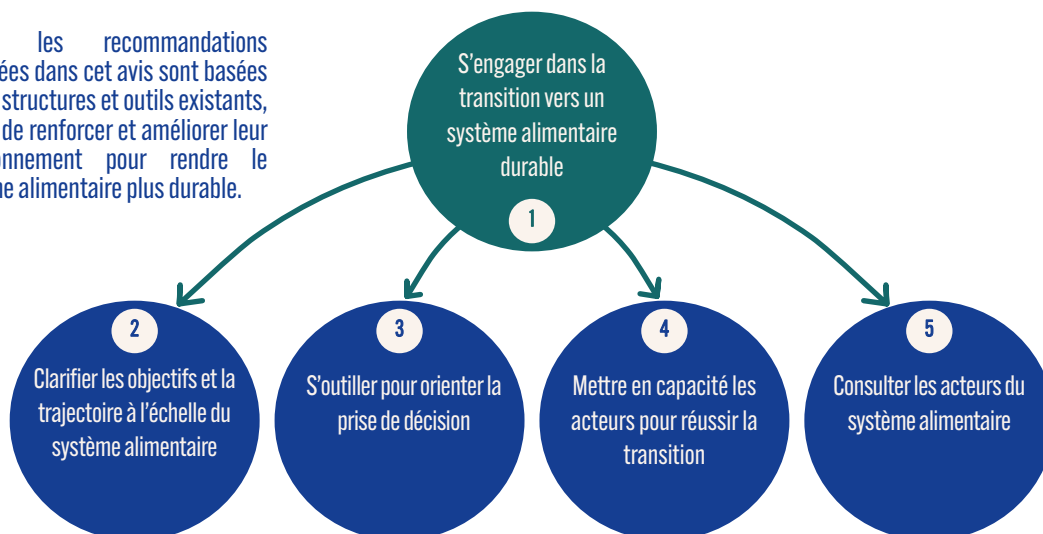 les recommandations
ées dans cet avis sont basées
structures et outils existants,
de renforcer et améliorer leur
onnement pour rendre le
ne alimentaire plus durable.
S'engager dans la
transition vers un
système alimentaire
durable
1
2
Clarifier les objectifs et la
trajectoire à l'échelle du
système alimentaire
3
S'outiller pour orienter la
prise de décision
4
Mettre en capacité les
acteurs pour réussir la
transition
5
Consulter les acteurs du
système alimentaire